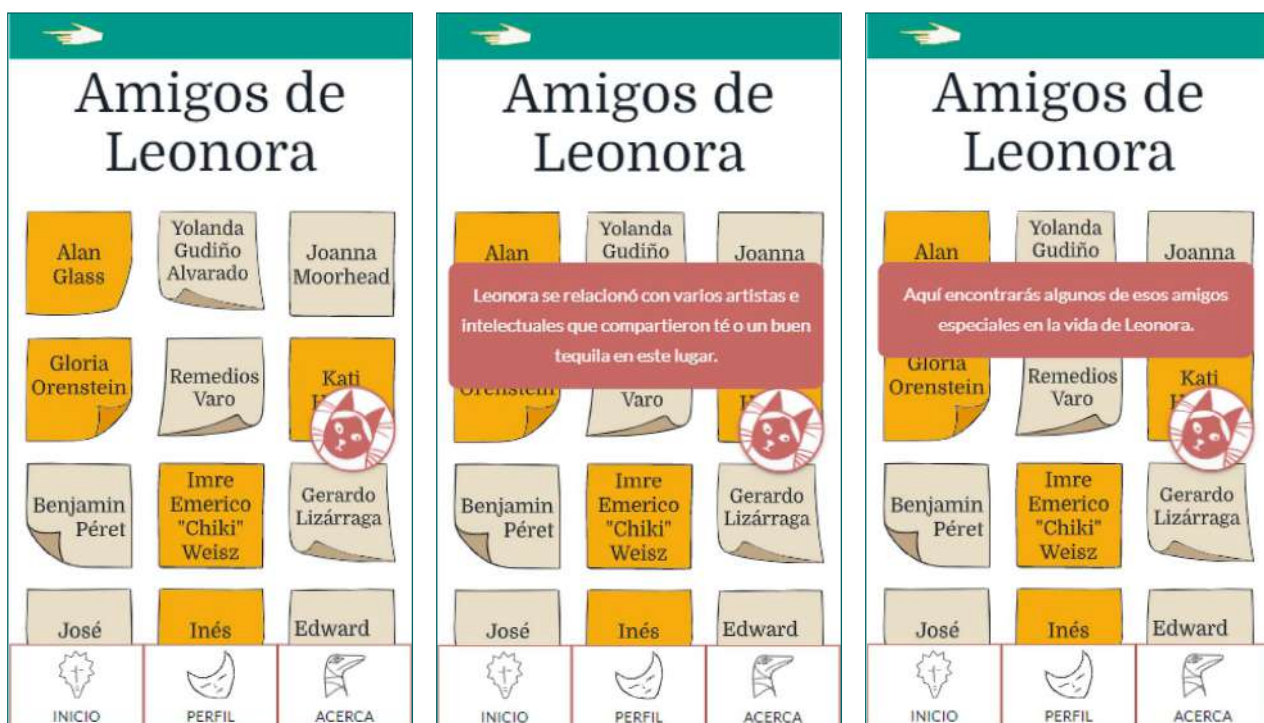 Amigos de
Leonora
Alan
Glass
Yolanda
Gudiño
Alvarado
Joanna
Moorhead
Gloria
Orenstein
Remedios
Varo
Kati
Benjamin
Péret
Imre
Emerico
"Chiki"
Weisz
Gerardo
Lizárraga
José
Inés
Edward
INICIO
PERFIL
ACERCA
Amigos de
Leonora
Alan
Yolanda
Gudiño
Joanna
Leonora se relacionó con varios artistas e
intelectuales que compartieron té o un buen
tequila en este lugar.
Orenstein
Varo
Benjamin
Péret
Imre
Emerico
"Chiki"
Weisz
Gerardo
Lizárraga
José
Inés
Edward
INICIO
PERFIL
ACERCA
Amigos de
Leonora
Alan
Yolanda
Gudiño
Joanna
Aquí encontrarás algunos de esos amigos
especiales en la vida de Leonora.
Gloria
Orenstein
Remedios
Varo
Kati
Benjamin
Péret
Imre
Emerico
"Chiki"
Weisz
Gerardo
Lizárraga
José
Inés
Edward
INICIO
PERFIL
ACERCA